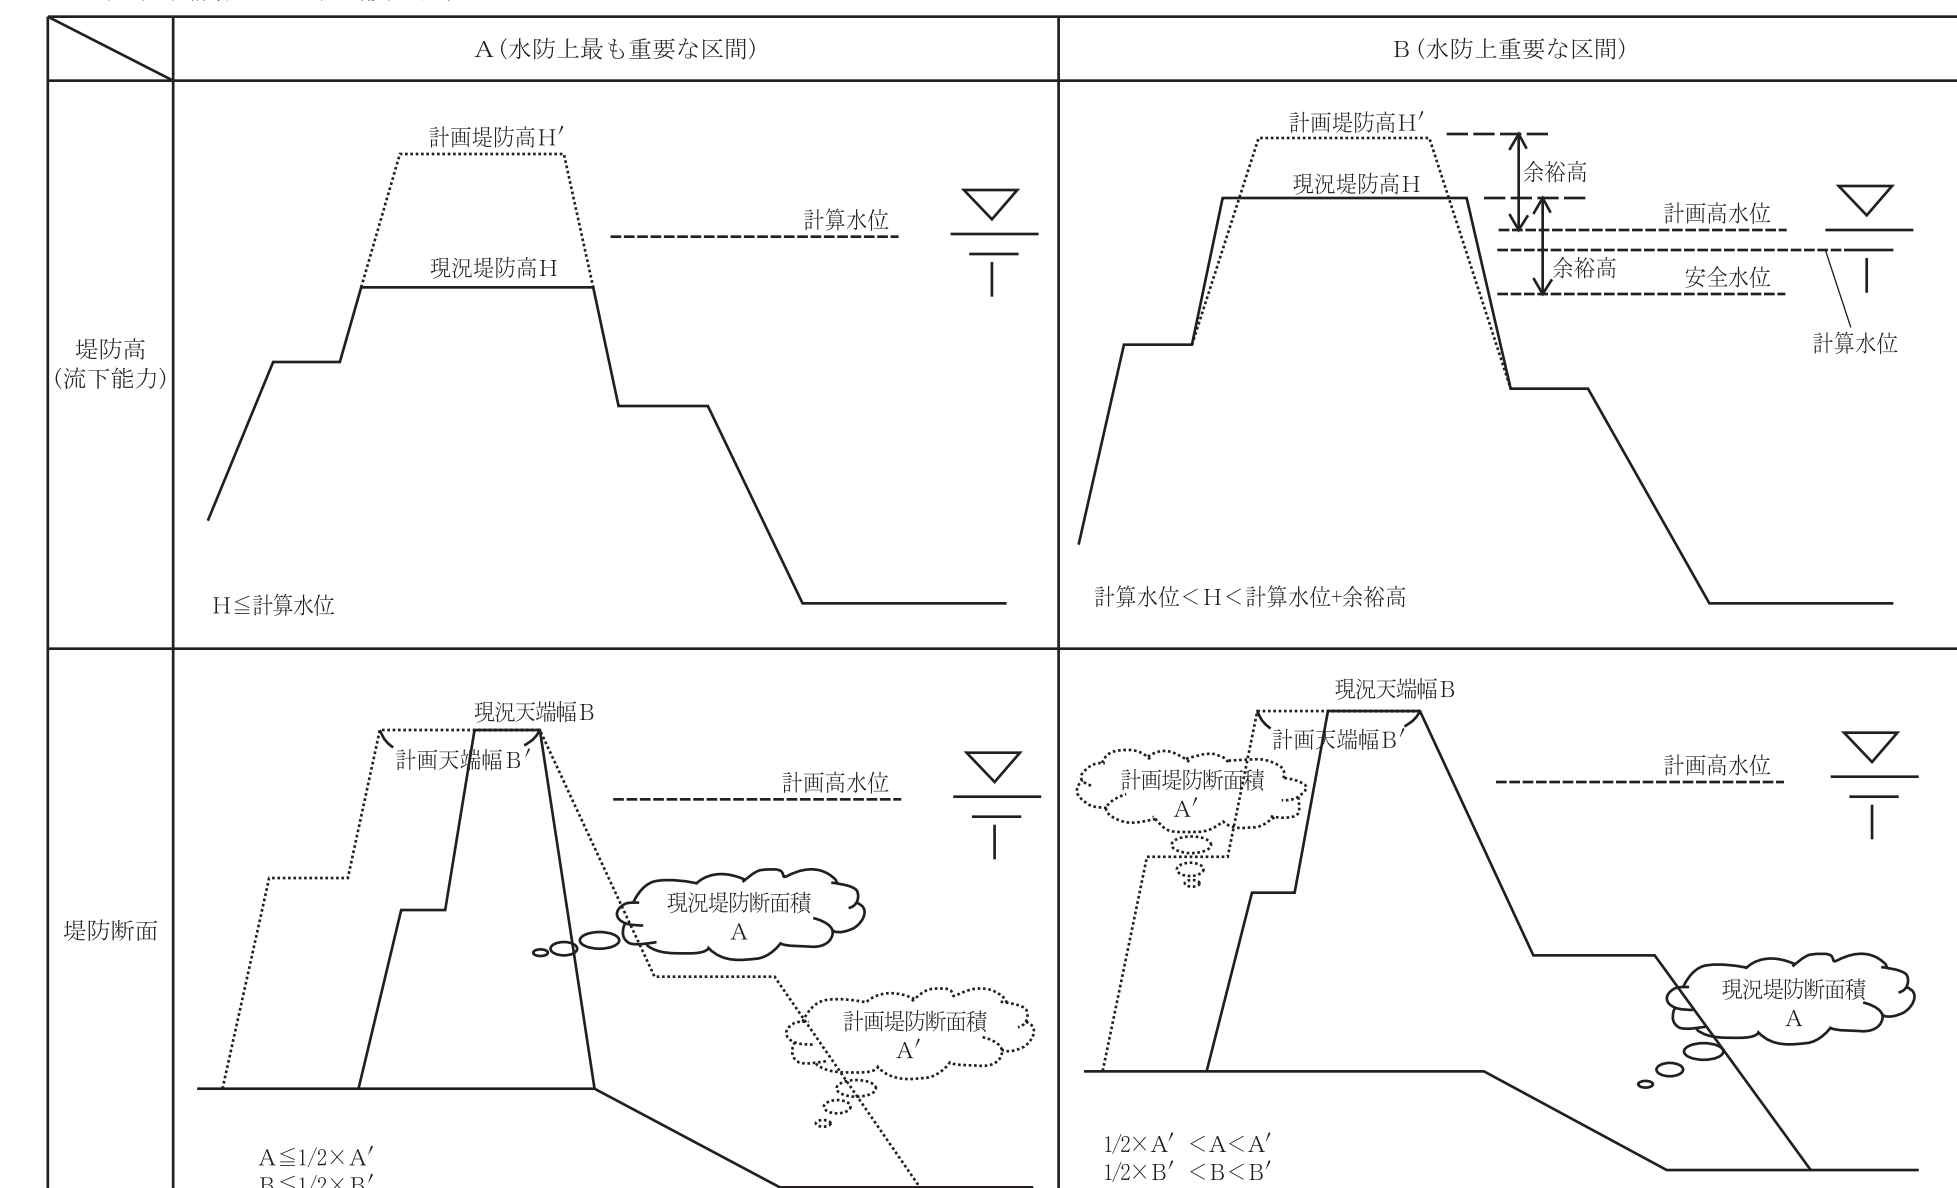 A（水防上最も重要な区間）
B（水防上重要な区間）
堤防高
（流下能力）
計画堤防高H′
計算水位
現況堤防高H
H≦計算水位
計画堤防高H′
余裕高
現況堤防高H
計画高水位
余裕高
安全水位
計算水位
計算水位＜H＜計算水位+余裕高
堤防断面
現況天端幅B
計画天端幅B′
計画高水位
現況堤防断面積
A
計画堤防断面積
A′
A≦1/2×A′
B≦1/2×B′
現況天端幅B
計画天端幅B′
計画高水位
計画堤防断面積
A′
現況堤防断面積
A
1/2×A′ ＜A＜A′
1/2×B′ ＜B＜B′